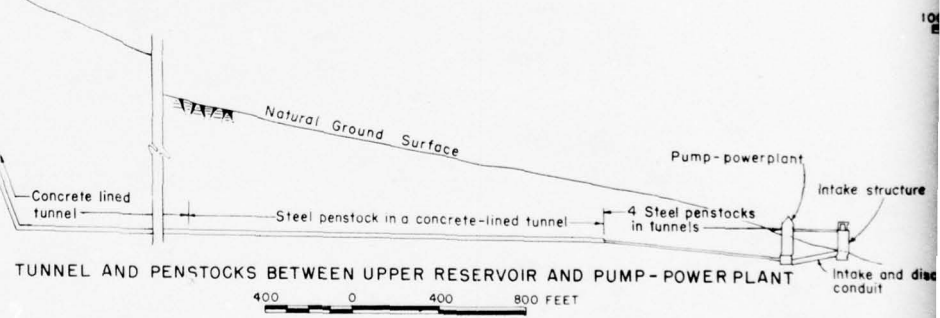 Natural Ground Surface
Pump-powerplant
Intake structure
Concrete lined
tunnel
Steel penstock in a concrete-lined tunnel
4 Steel penstocks
in tunnels
TUNNEL AND PENSTOCKS BETWEEN UPPER RESERVOIR AND PUMP-POWER PLANT
Intake and
conduit
400 0 400 800 FEET